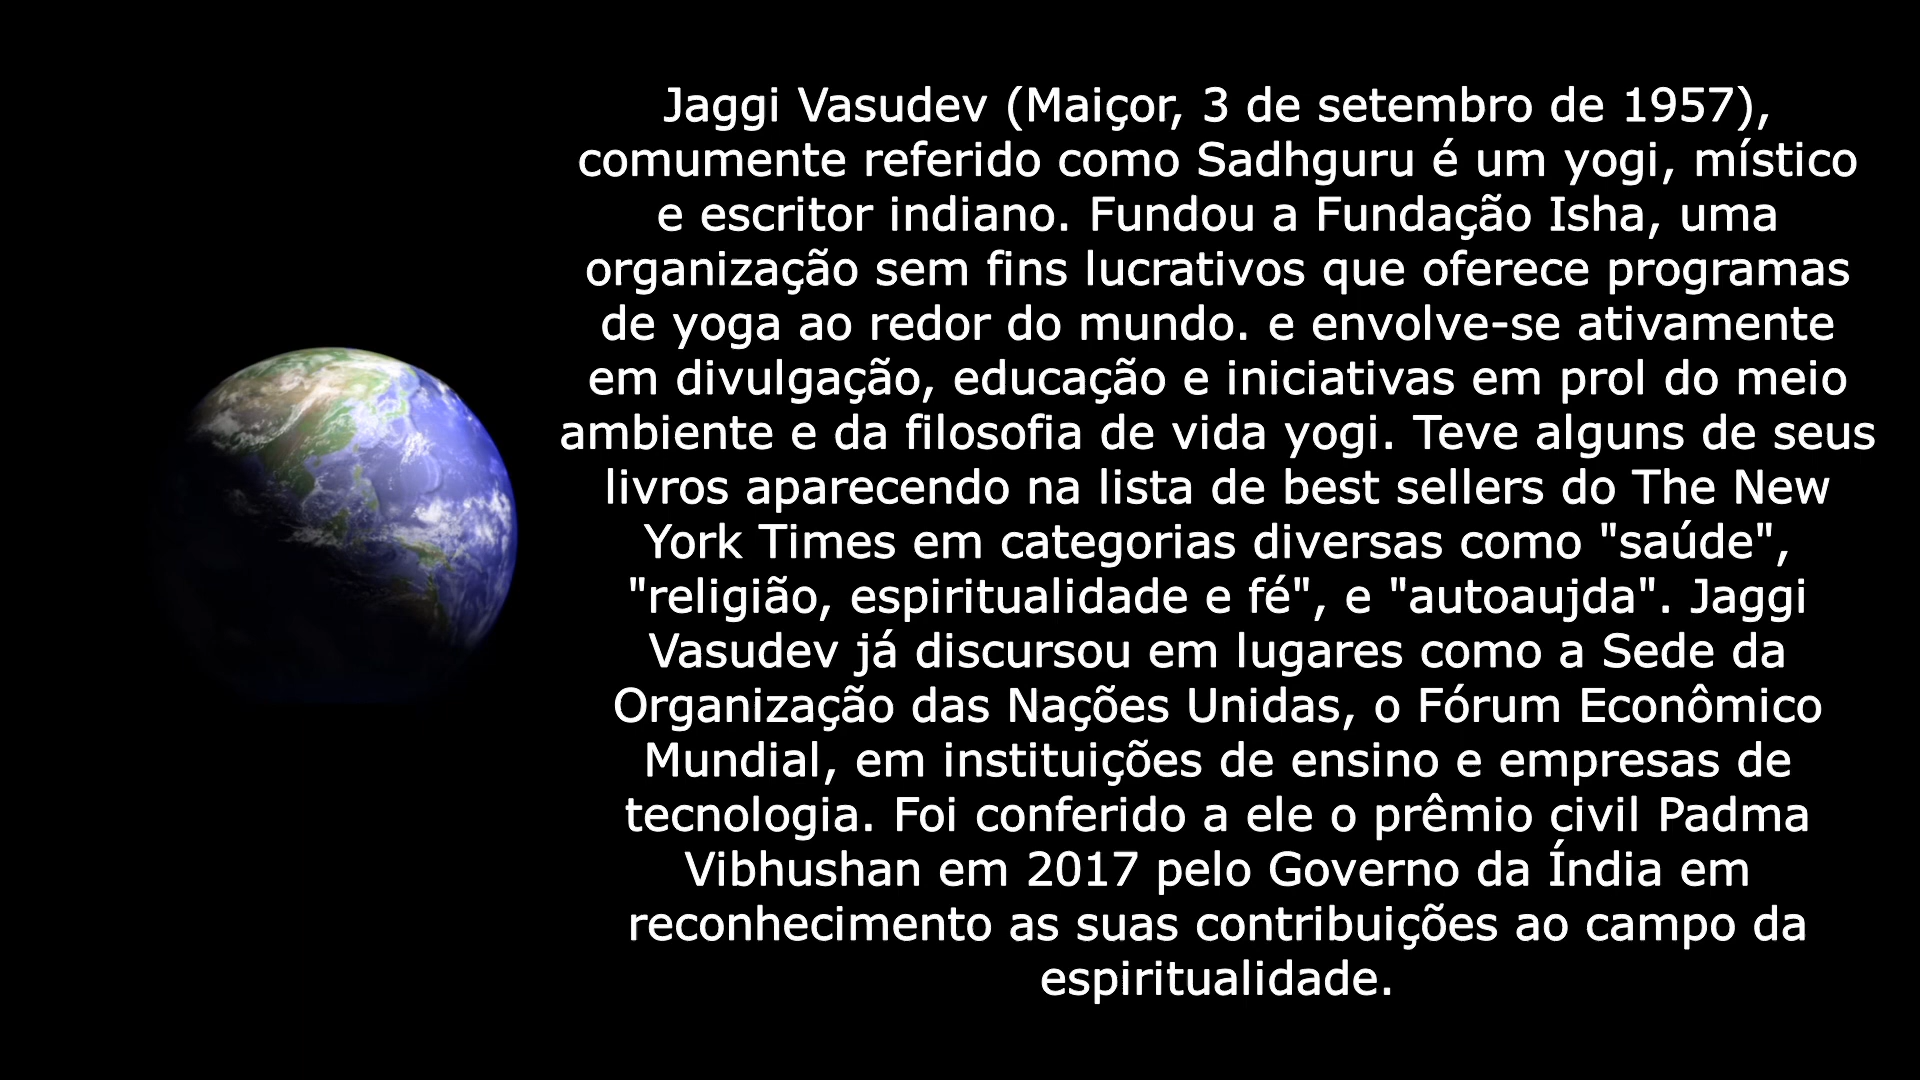 Jaggi Vasudev (Maiçor, 3 de setembro de 1957),
comumente referido como Sadhguru é um yogi, místico
e escritor indiano. Fundou a Fundação Isha, uma
organização sem fins lucrativos que oferece programas
de yoga ao redor do mundo. e envolve-se ativamente
em divulgação, educação e iniciativas em prol do meio
ambiente e da filosofia de vida yogi. Teve alguns de seus
livros aparecendo na lista de best sellers do The New
York Times em categorias diversas como "saúde",
"religião, espiritualidade e fé", e "autoaujda". Jaggi
Vasudev já discursou em lugares como a Sede da
Organização das Nações Unidas, o Fórum Econômico
Mundial, em instituições de ensino e empresas de
tecnologia. Foi conferido a ele o prêmio civil Padma
Vibhushan em 2017 pelo Governo da Índia em
reconhecimento as suas contribuições ao campo da
espiritualidade.